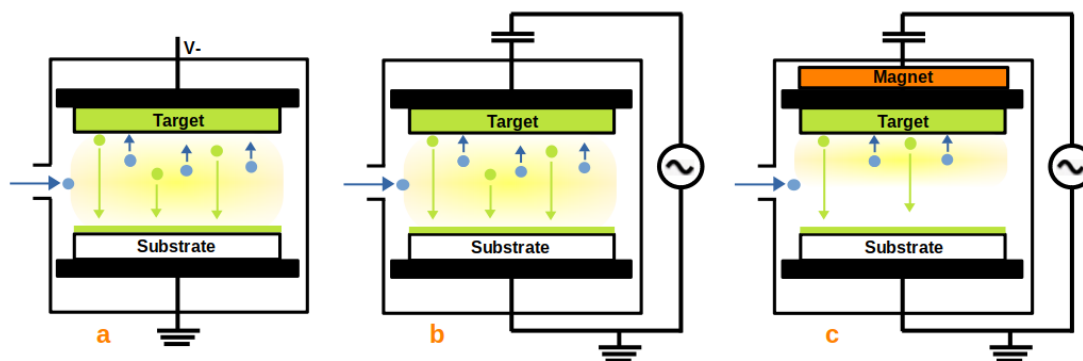 V-
Target
Substrate
a
Target
Substrate
b
Magnet
Target
Substrate
c